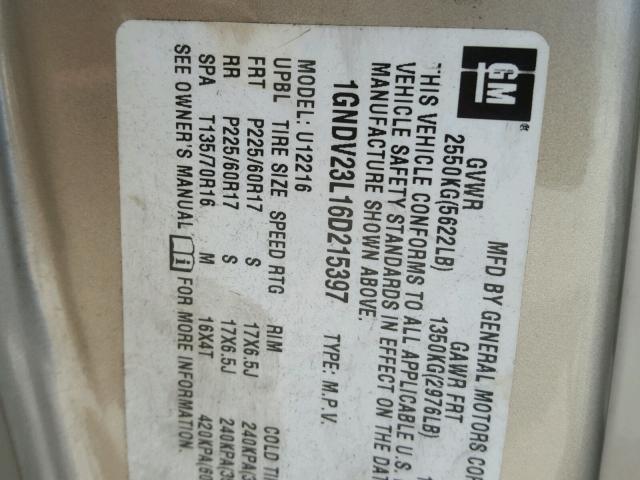 GM
MFD BY GENERAL MOTORS COR
GVWR GAWR FRT
2550KG(5622LB) 1350KG(2976LB)
THIS VEHICLE CONFORMS TO ALL APPLICABLE U.S.
VEHICLE SAFETY STANDARDS IN EFFECT ON THE DAT
MANUFACTURE SHOWN ABOVE.
1GNDV23L16D215397 TYPE: M.P.V.
MODEL: U12216
UPBL TIRE SIZE SPEED RTG RIM COLD TI
FRT P225/60R17 S 17X6.5J 240KPA(3
RR P225/60R17 S 17X6.5J 240KPA(3
SPA T135/70R16 M 16X4T 420KPA(60
SEE OWNER'S MANUAL i FOR MORE INFORMATION.